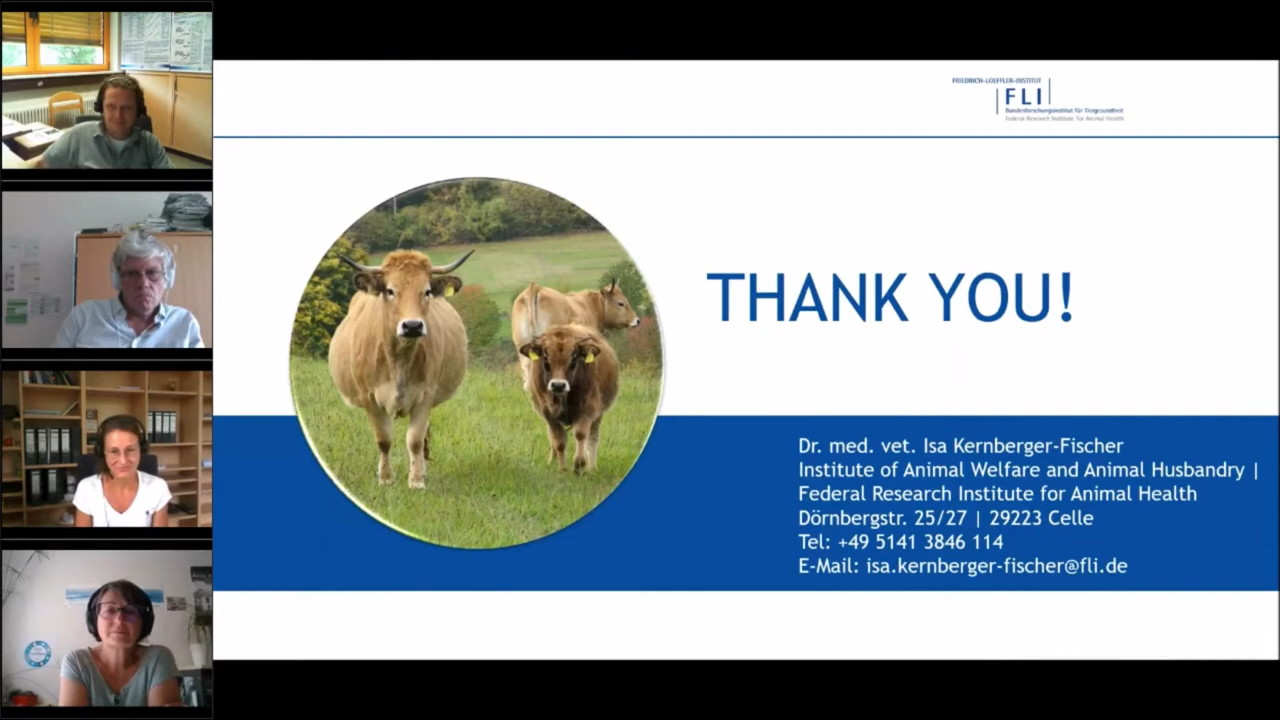 FRIEDRICH-LOEFFLER-INSTITUT
FLI
Bundesforschungsinstitut für Tiergesundheit
Federal Research Institute for Animal Health
THANK YOU!
Dr. med. vet. Isa Kernberger-Fischer
Institute of Animal Welfare and Animal Husbandry |
Federal Research Institute for Animal Health
Dörnbergstr. 25/27 | 29223 Celle
Tel: +49 5141 3846 114
E-Mail: isa.kernberger-fischer@fli.de